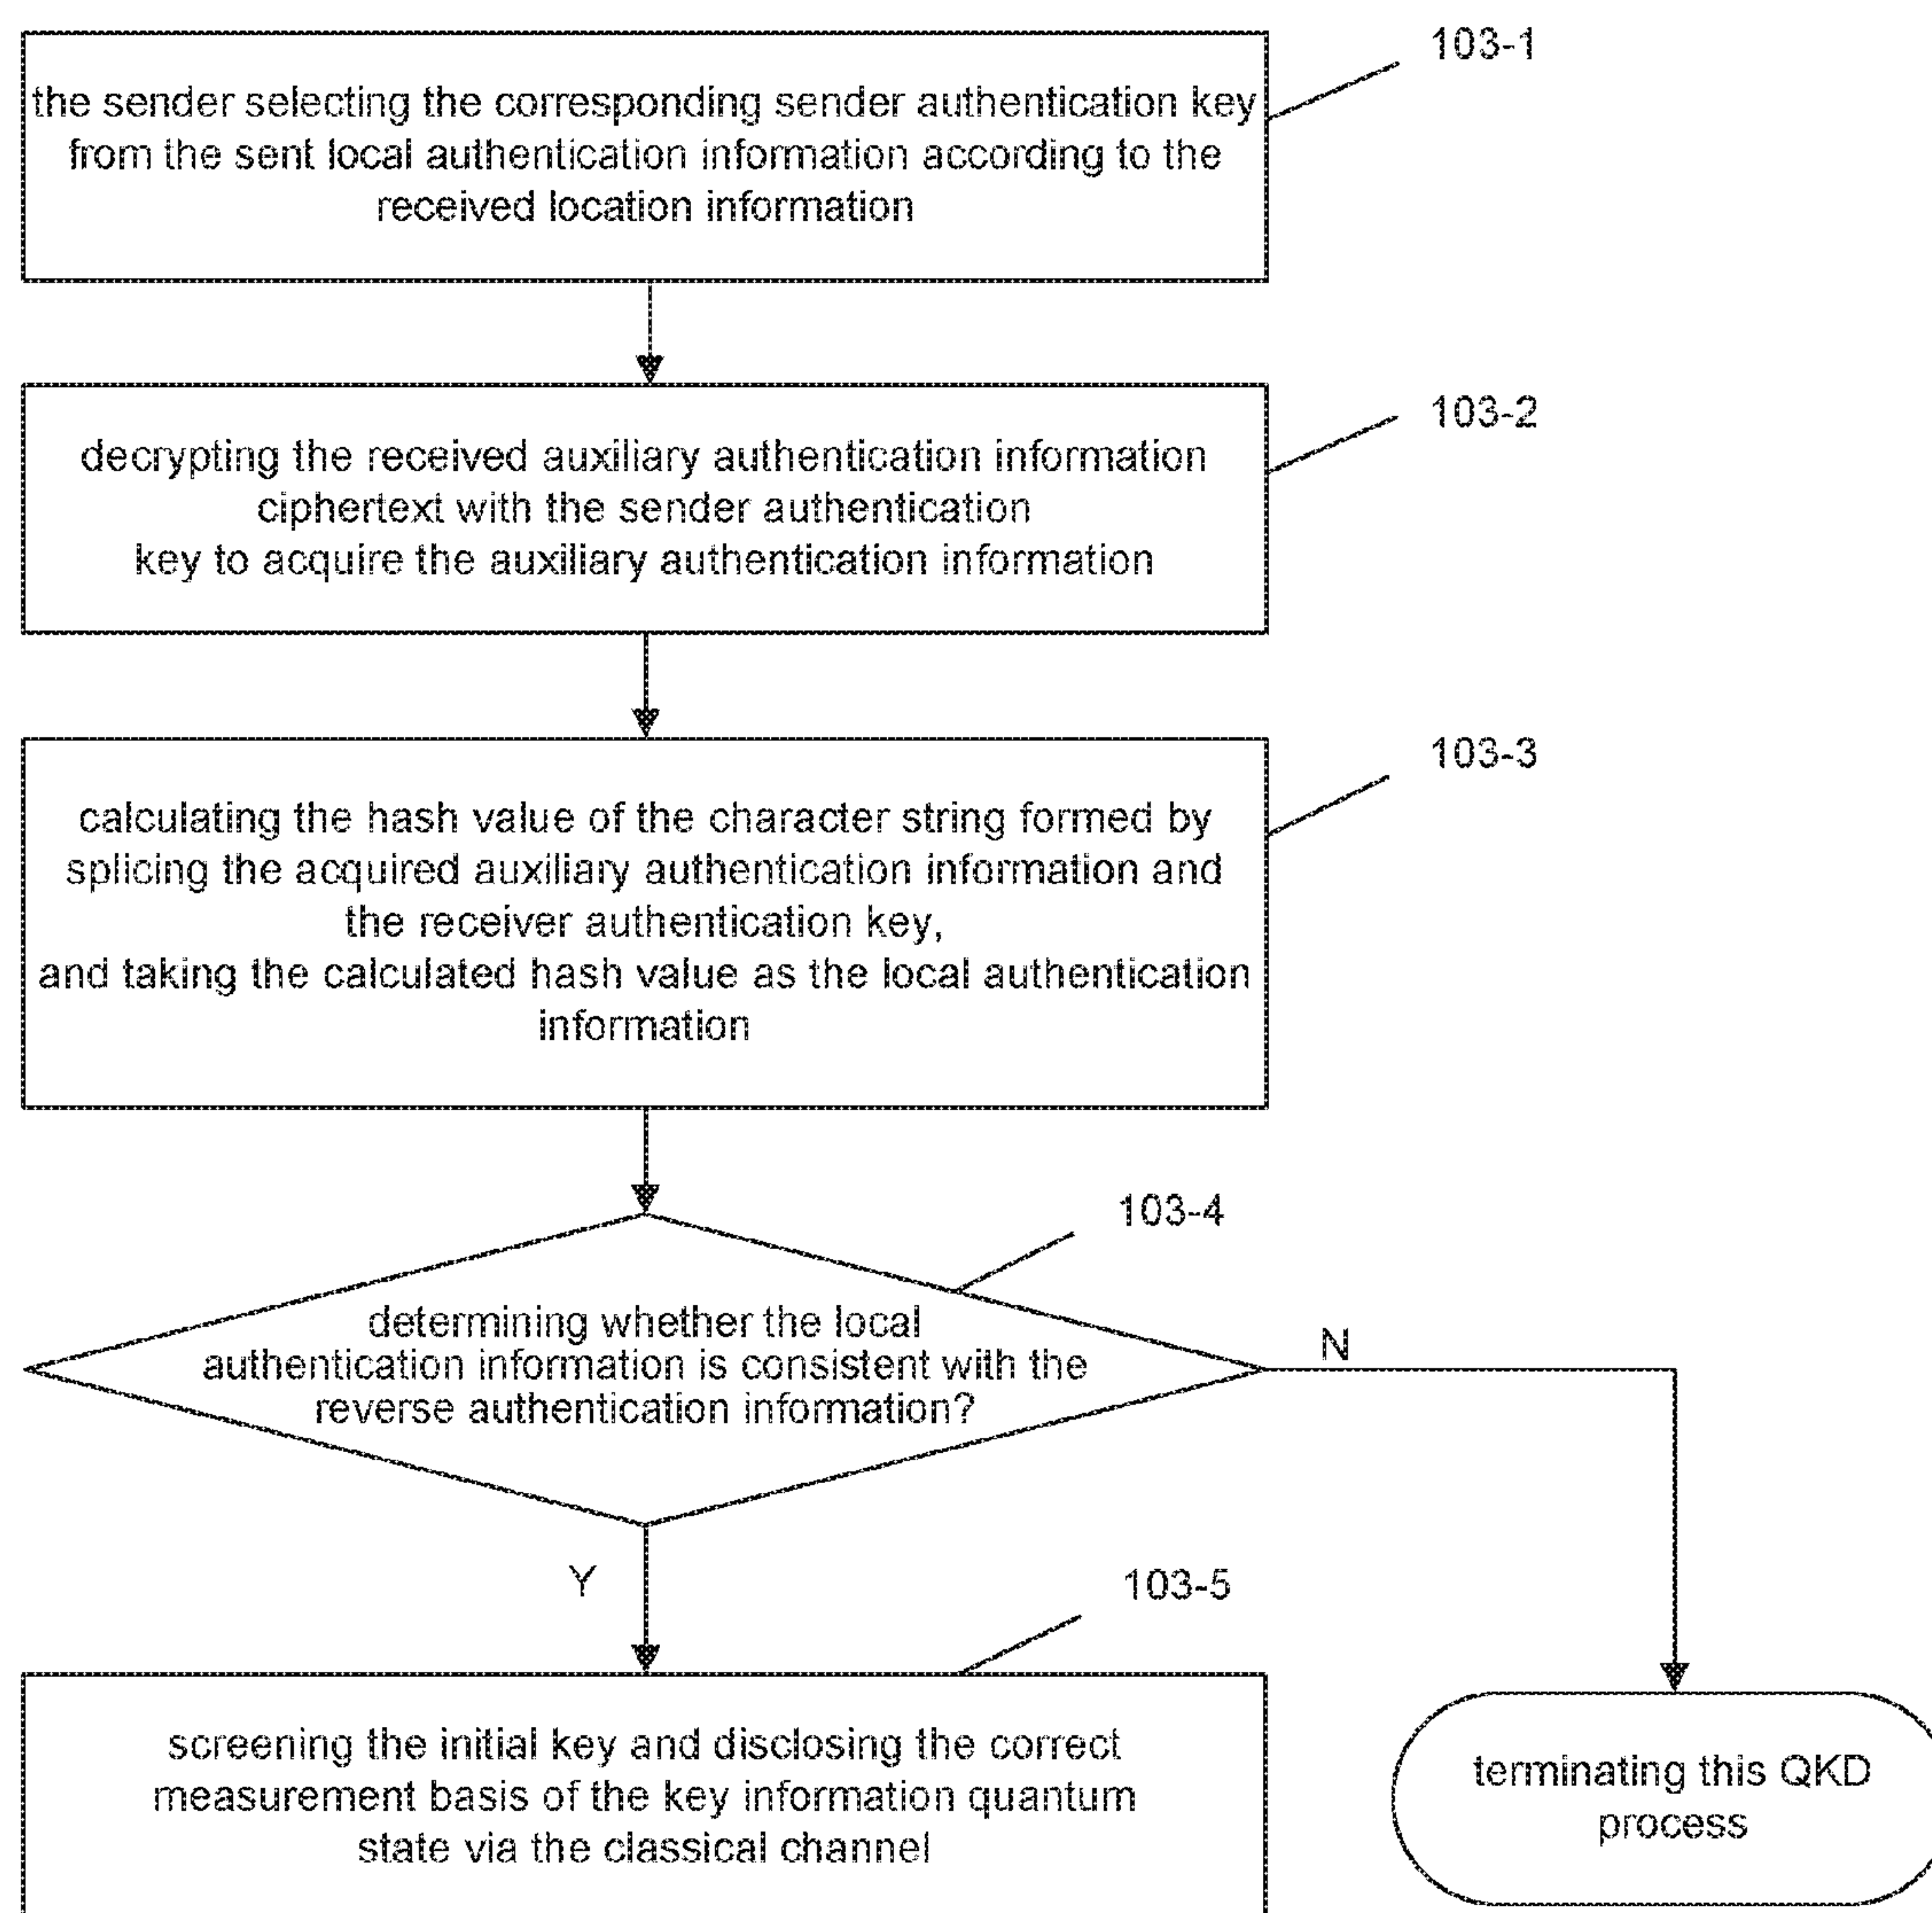 103-1
the sender selecting the corresponding sender authentication key
from the sent local authentication information according to the
received location information
103-2
decrypting the received auxiliary authentication information
ciphertext with the sender authentication
key to acquire the auxiliary authentication information
103-3
calculating the hash value of the character string formed by
splicing the acquired auxiliary authentication information and
the receiver authentication key,
and taking the calculated hash value as the local authentication
information
103-4
determining whether the local
authentication information is consistent with the
reverse authentication information?
N
Y
103-5
screening the initial key and disclosing the correct
measurement basis of the key information quantum
state via the classical channel
terminating this QKD
process